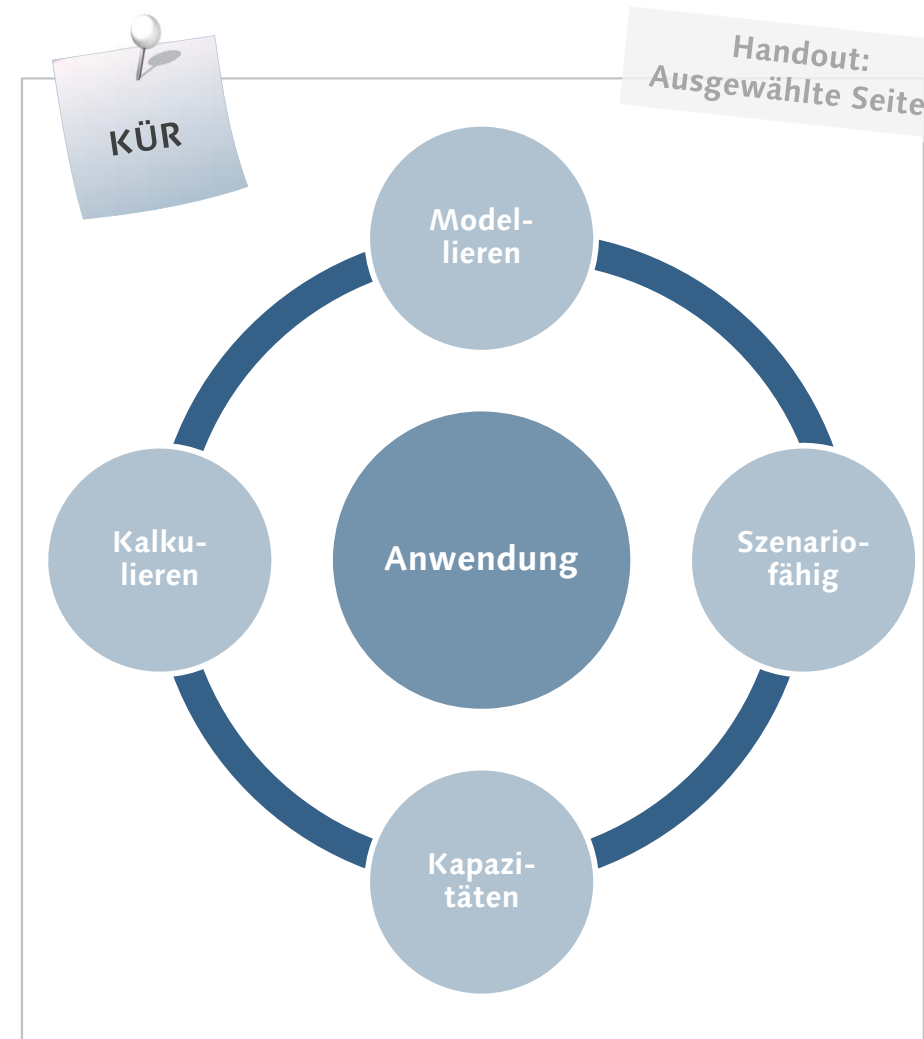 KÜR
Handout:
Ausgewählte Seite
Model-
lieren
Kalku-
lieren
Anwendung
Szenario-
fähig
Kapazi-
täten